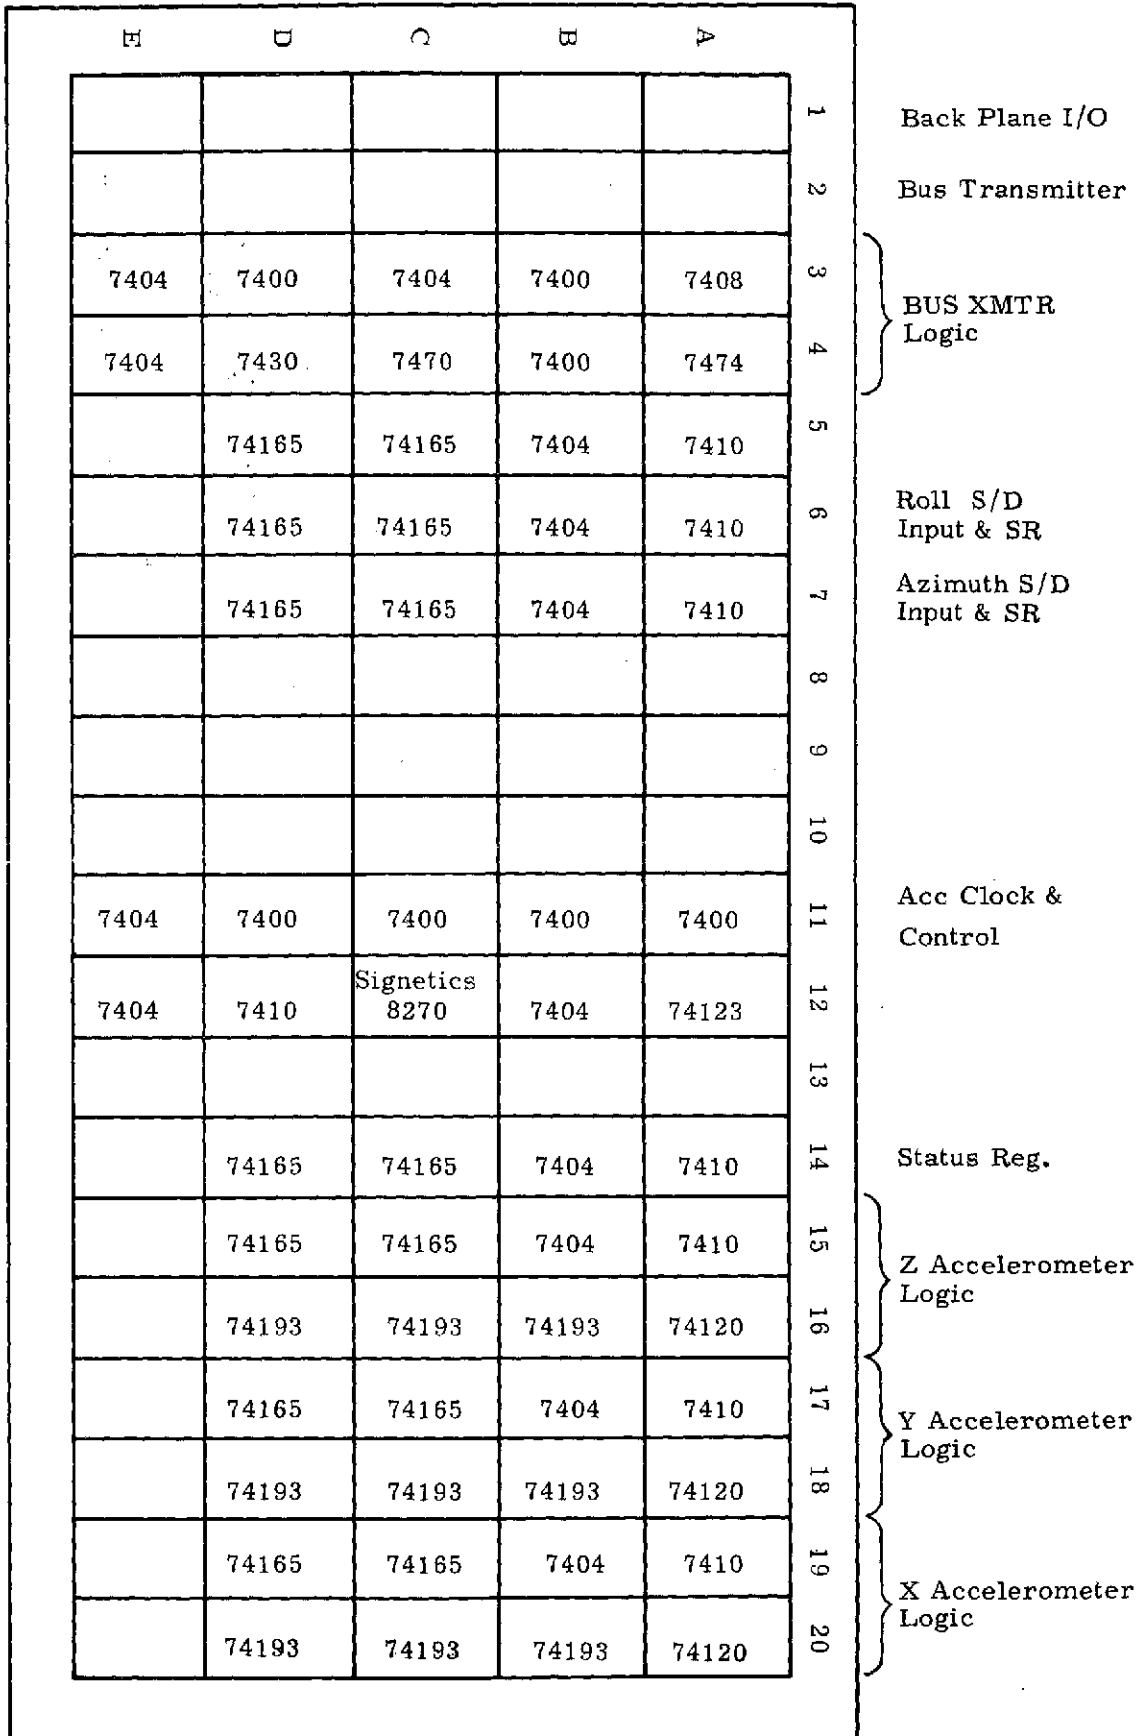 E D C B A
1 Back Plane I/O
2 Bus Transmitter
7404 7400 7404 7400 7408 3
BUS XMTR
Logic
7404 7430 7470 7400 7474 4
74165 74165 7404 7410 5
74165 74165 7404 7410 6
Roll S/D
Input & SR
74165 74165 7404 7410 7
Azimuth S/D
Input & SR
8
9
10
7404 7400 7400 7400 7400 11
Acc Clock &
Control
7404 7410 Signetics
8270 7404 74123 12
13
74165 74165 7404 7410 14 Status Reg.
74165 74165 7404 7410 15
Z Accelerometer
Logic
74193 74193 74193 74120 16
74165 74165 7404 7410 17
Y Accelerometer
Logic
74193 74193 74193 74120 18
74165 74165 7404 7410 19
X Accelerometer
Logic
74193 74193 74193 74120 20